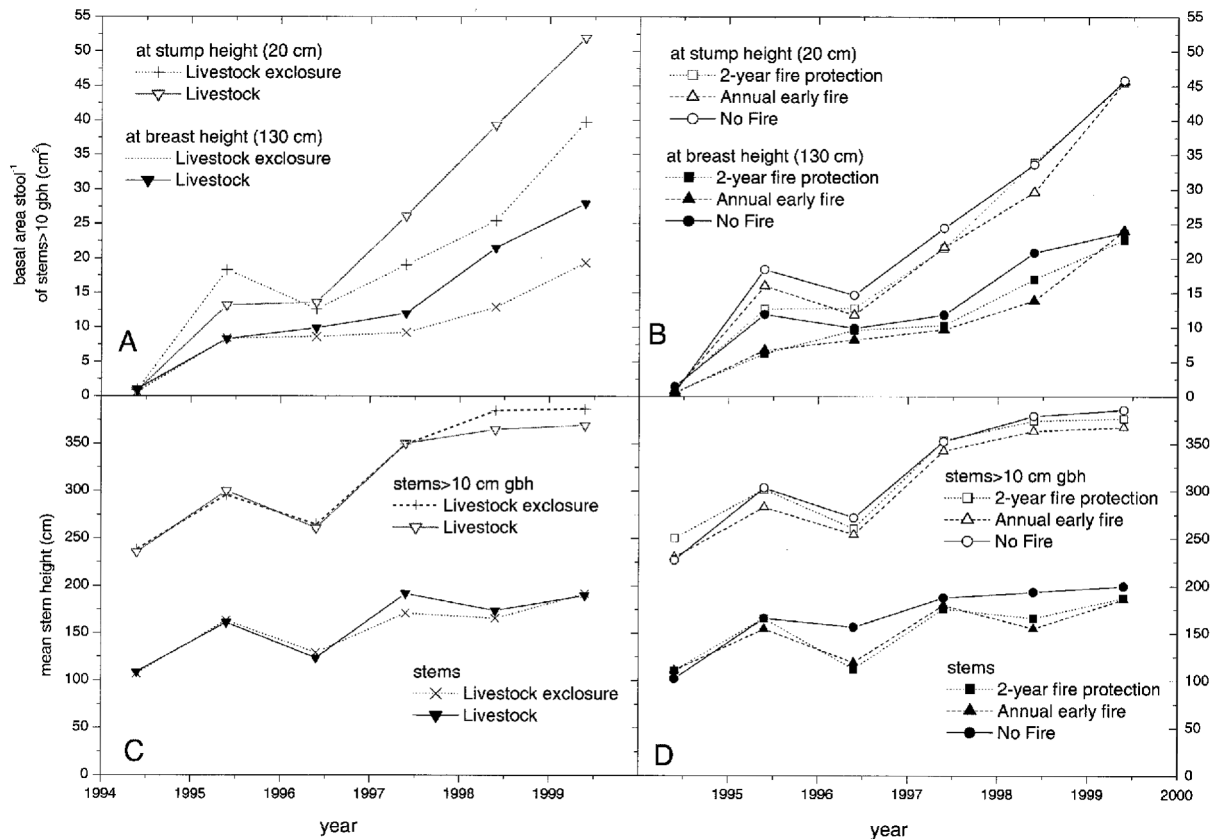 55
50
45
40
35
30
25
20
15
10
5
0
basal area stool⁻¹
of stems>10 gbh (cm²)
at stump height (20 cm)
Livestock exclosure
Livestock
at breast height (130 cm)
Livestock exclosure
Livestock
A
at stump height (20 cm)
2-year fire protection
Annual early fire
No Fire
at breast height (130 cm)
2-year fire protection
Annual early fire
No Fire
B
55
50
45
40
35
30
25
20
15
10
5
0
350
300
250
200
150
100
50
0
mean stem height (cm)
stems>10 cm gbh
Livestock exclosure
Livestock
stems
Livestock exclosure
Livestock
C
stems>10 cm gbh
2-year fire protection
Annual early fire
No Fire
stems
2-year fire protection
Annual early fire
No Fire
D
350
300
250
200
150
100
50
0
1994 1995 1996 1997 1998 1999
1995 1996 1997 1998 1999 2000
year
year